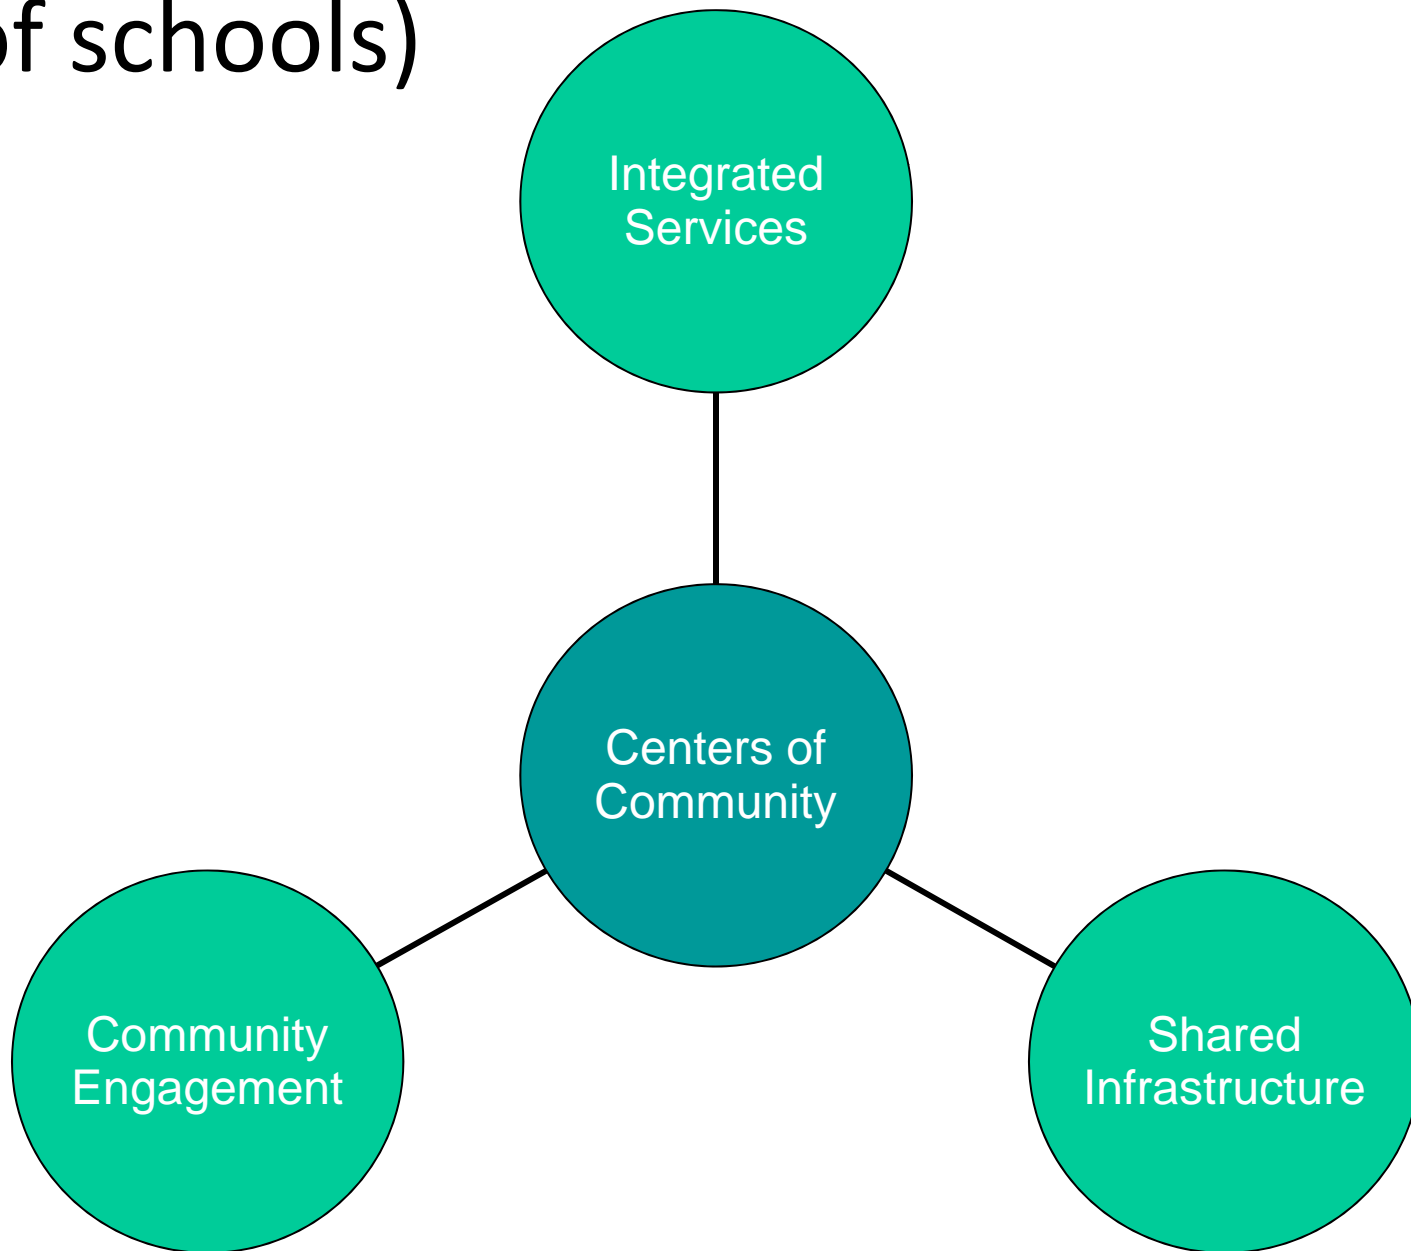 of schools)
Integrated
Services
Centers of
Community
Community
Engagement
Shared
Infrastructure